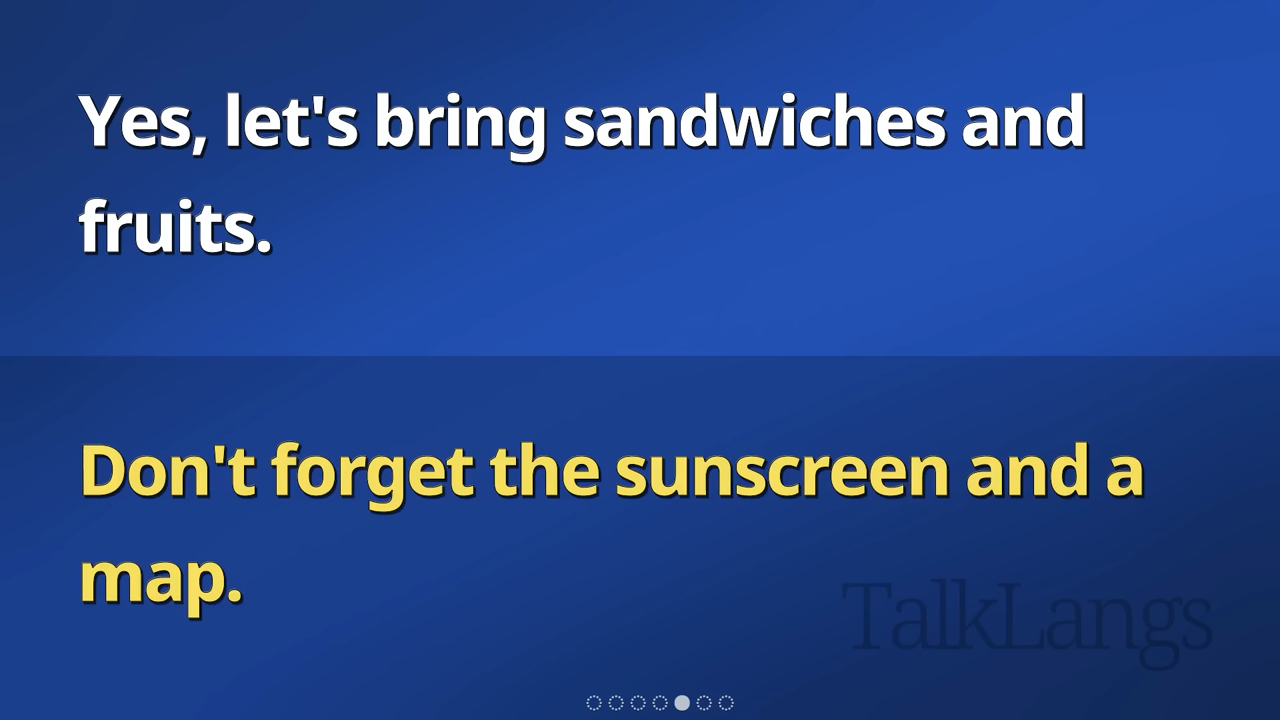 Yes, let's bring sandwiches and
fruits.
Don't forget the sunscreen and a
map.
TalkLangs